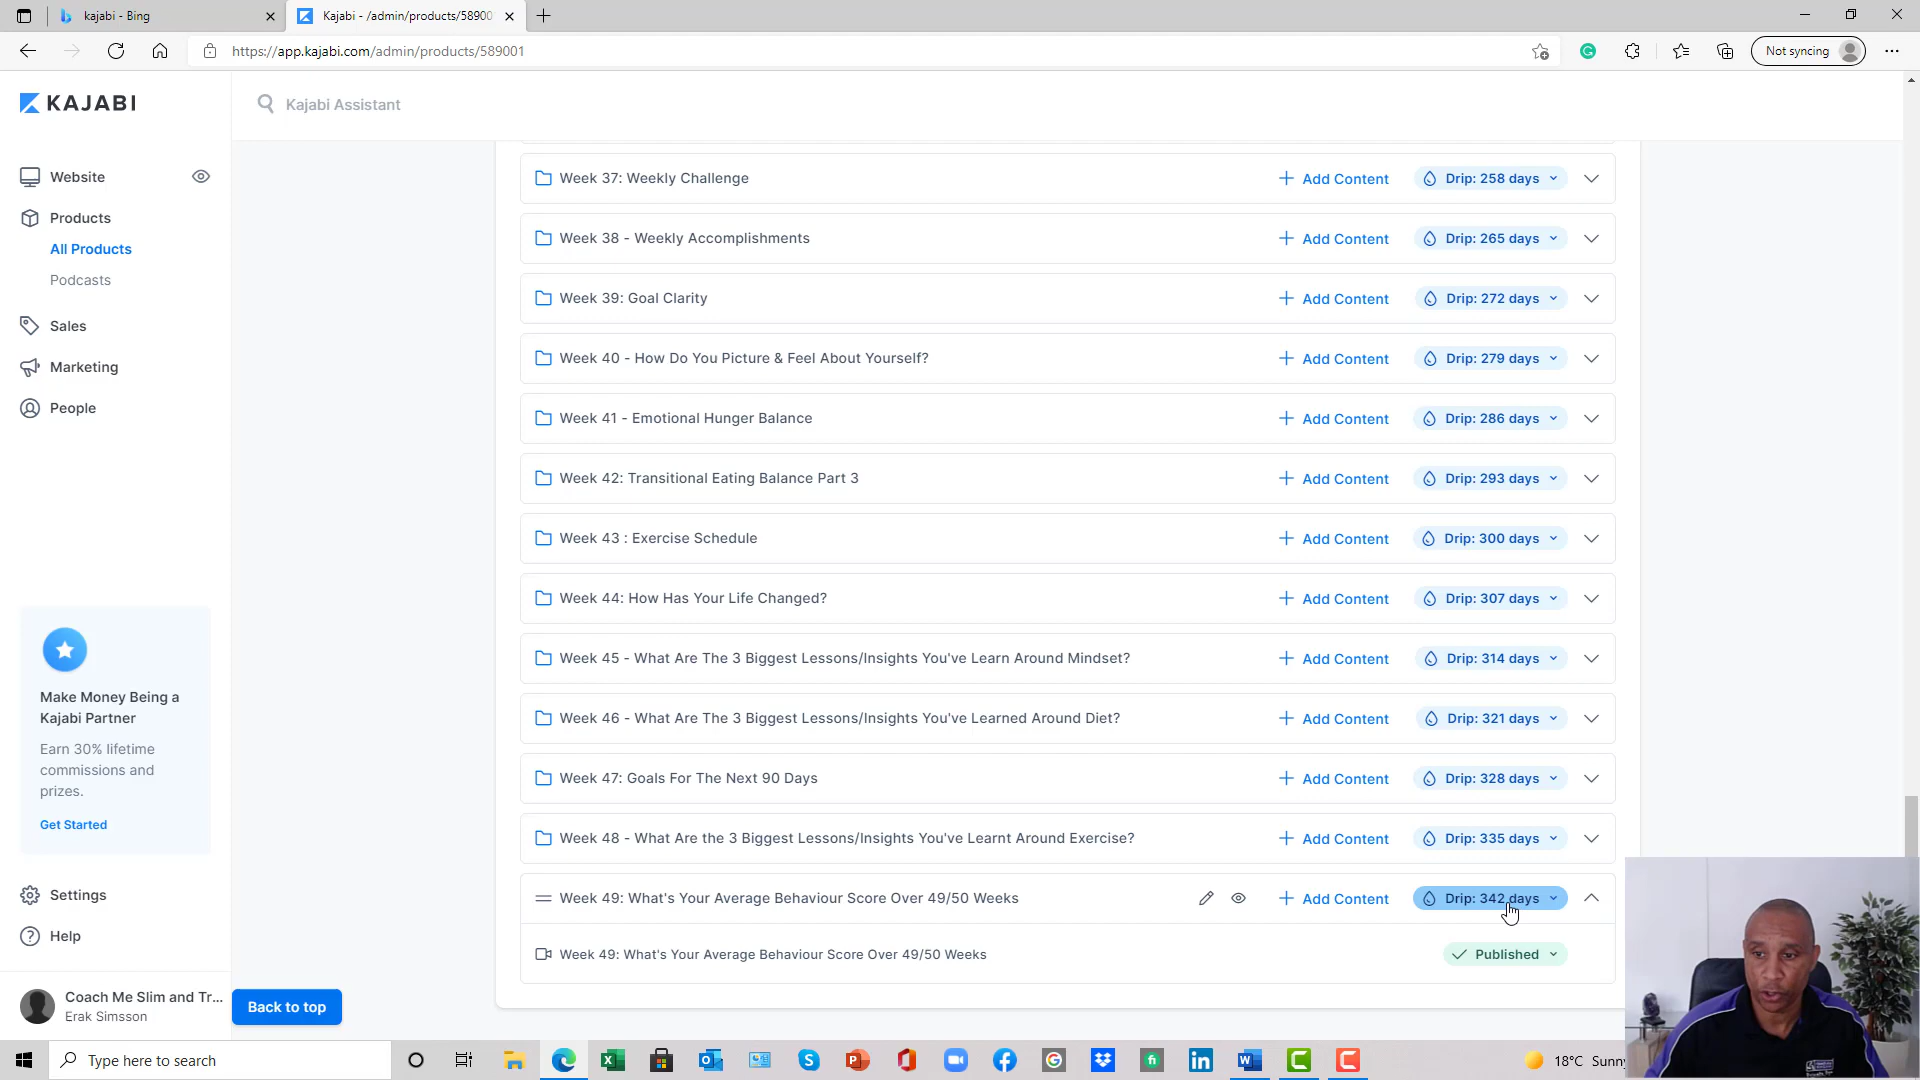 kajabi - Bing
Kajabi - /admin/products/58900
https://app.kajabi.com/admin/products/589001
Not syncing
KAJABI
Kajabi Assistant
Website
Products
All Products
Podcasts
Sales
Marketing
People
Make Money Being a
Kajabi Partner
Earn 30% lifetime
commissions and
prizes.
Get Started
Settings
Help
Coach Me Slim and Tr...
Erak Simsson
Back to top
Week 37: Weekly Challenge
Add Content
Drip: 258 days
Week 38 - Weekly Accomplishments
Add Content
Drip: 265 days
Week 39: Goal Clarity
Add Content
Drip: 272 days
Week 40 - How Do You Picture & Feel About Yourself?
Add Content
Drip: 279 days
Week 41 - Emotional Hunger Balance
Add Content
Drip: 286 days
Week 42: Transitional Eating Balance Part 3
Add Content
Drip: 293 days
Week 43 : Exercise Schedule
Add Content
Drip: 300 days
Week 44: How Has Your Life Changed?
Add Content
Drip: 307 days
Week 45 - What Are The 3 Biggest Lessons/Insights You've Learn Around Mindset?
Add Content
Drip: 314 days
Week 46 - What Are The 3 Biggest Lessons/Insights You've Learned Around Diet?
Add Content
Drip: 321 days
Week 47: Goals For The Next 90 Days
Add Content
Drip: 328 days
Week 48 - What Are the 3 Biggest Lessons/Insights You've Learnt Around Exercise?
Add Content
Drip: 335 days
Week 49: What's Your Average Behaviour Score Over 49/50 Weeks
Add Content
Drip: 342 days
Week 49: What's Your Average Behaviour Score Over 49/50 Weeks
Published
Type here to search
18°C Sunny